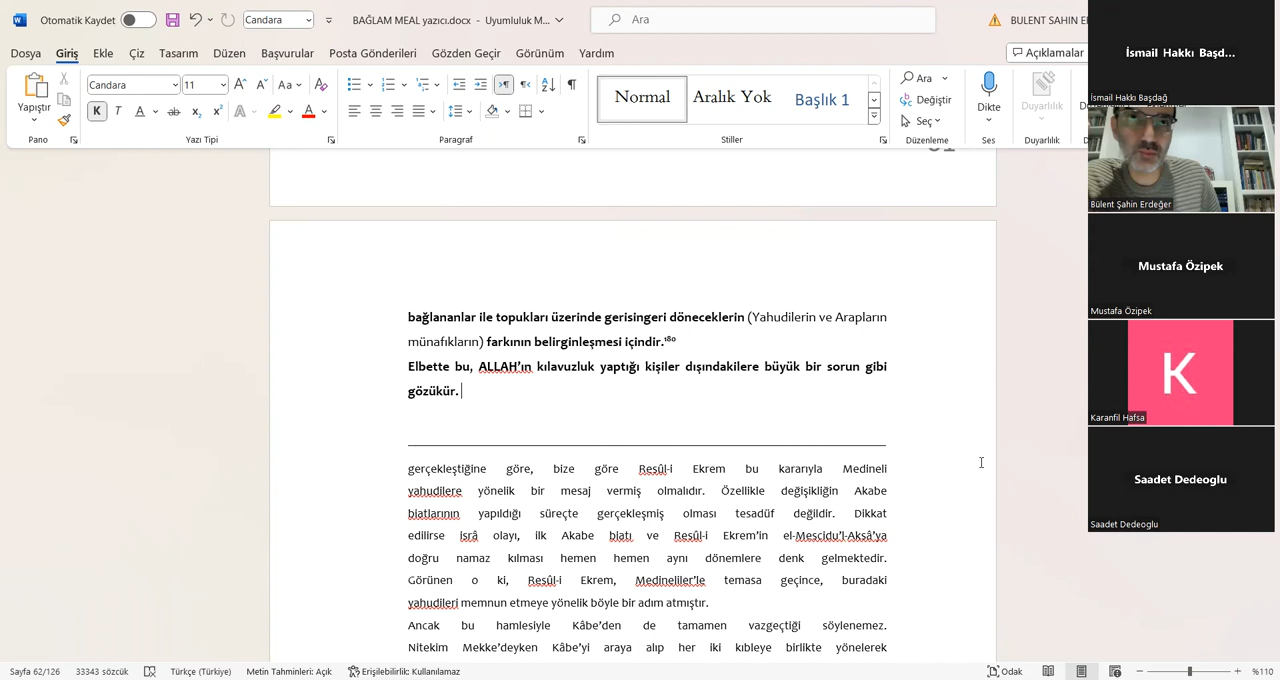 Otomatik Kaydet
Candara
BAĞLAM MEAL yazıcı.docx - Uyumluluk M...
Ara
BULENT SAHIN
Dosya Giriş Ekle Çiz Tasarım Düzen Başvurular Posta Gönderileri Gözden Geçir Görünüm Yardım
Açıklamalar
Yapıştır
Candara 11
Aa
K T A ab x₂ x² A A
Normal
Aralık Yok
Başlık 1
Ara
Değiştir
Seç
Dikte
Duyarlılık
Pano
Yazı Tipi
Paragraf
Stiller
Düzenleme
Ses
Duyarlılık
bağlananlar ile topukları üzerinde gerisingeri döneceklerin (Yahudilerin ve Arapların
münafıkların) farkının belirginleşmesi içindir.¹⁸⁰
Elbette bu, ALLAH’ın kılavuzluk yaptığı kişiler dışındakilere büyük bir sorun gibi
gözükür.
gerçekleştiğine göre, bize göre Resûl-i Ekrem bu kararıyla Medineli
yahudilere yönelik bir mesaj vermiş olmalıdır. Özellikle değişikliğin Akabe
biatlarının yapıldığı süreçte gerçekleşmiş olması tesadüf değildir. Dikkat
edilirse isrâ olayı, ilk Akabe biatı ve Resûl-i Ekrem’in el-Mescidu’l-Aksâ’ya
doğru namaz kılması hemen hemen aynı dönemlere denk gelmektedir.
Görünen o ki, Resûl-i Ekrem, Medineliler’le temasa geçince, buradaki
yahudileri memnun etmeye yönelik böyle bir adım atmıştır.
Ancak bu hamlesiyle Kâbe’den de tamamen vazgeçtiği söylenemez.
Nitekim Mekke’deyken Kâbe’yi araya alıp her iki kıbleye birlikte yönelerek
Sayfa 62/126
33343 sözcük
Türkçe (Türkiye)
Metin Tahminleri: Açık
Erişilebilirlik: Kullanılamaz
Odak
%110
İsmail Hakkı Başd...
İsmail Hakkı Başdağ
Bülent Şahin Erdeğer
Mustafa Özipek
Mustafa Özipek
K
Karanfil Hafsa
Saadet Dedeoglu
Saadet Dedeoglu